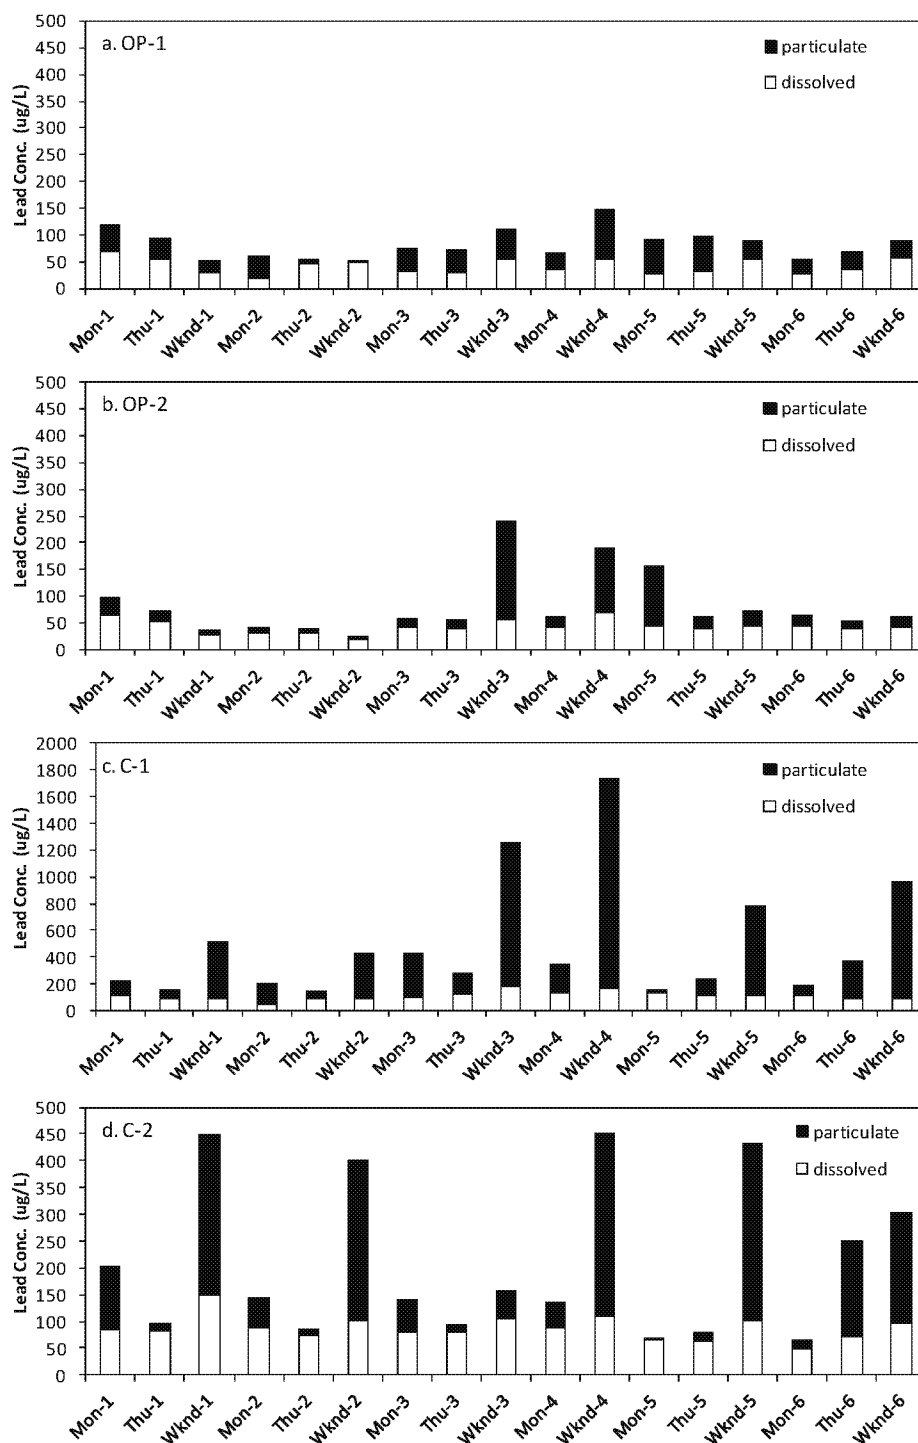 a. OP-1
particulate
dissolved
Lead Conc. (ug/L)
500
450
400
350
300
250
200
150
100
50
0
Mon-1 Thu-1 Wknd-1 Mon-2 Thu-2 Wknd-2 Mon-3 Thu-3 Wknd-3 Mon-4 Wknd-4 Mon-5 Thu-5 Wknd-5 Mon-6 Thu-6 Wknd-6
b. OP-2
particulate
dissolved
Lead Conc. (ug/L)
500
450
400
350
300
250
200
150
100
50
0
Mon-1 Thu-1 Wknd-1 Mon-2 Thu-2 Wknd-2 Mon-3 Thu-3 Wknd-3 Mon-4 Wknd-4 Mon-5 Thu-5 Wknd-5 Mon-6 Thu-6 Wknd-6
c. C-1
particulate
dissolved
Lead Conc. (ug/L)
2000
1800
1600
1400
1200
1000
800
600
400
200
0
Mon-1 Thu-1 Wknd-1 Mon-2 Thu-2 Wknd-2 Mon-3 Thu-3 Wknd-3 Mon-4 Wknd-4 Mon-5 Thu-5 Wknd-5 Mon-6 Thu-6 Wknd-6
d. C-2
particulate
dissolved
Lead Conc. (ug/L)
500
450
400
350
300
250
200
150
100
50
0
Mon-1 Thu-1 Wknd-1 Mon-2 Thu-2 Wknd-2 Mon-3 Thu-3 Wknd-3 Mon-4 Wknd-4 Mon-5 Thu-5 Wknd-5 Mon-6 Thu-6 Wknd-6